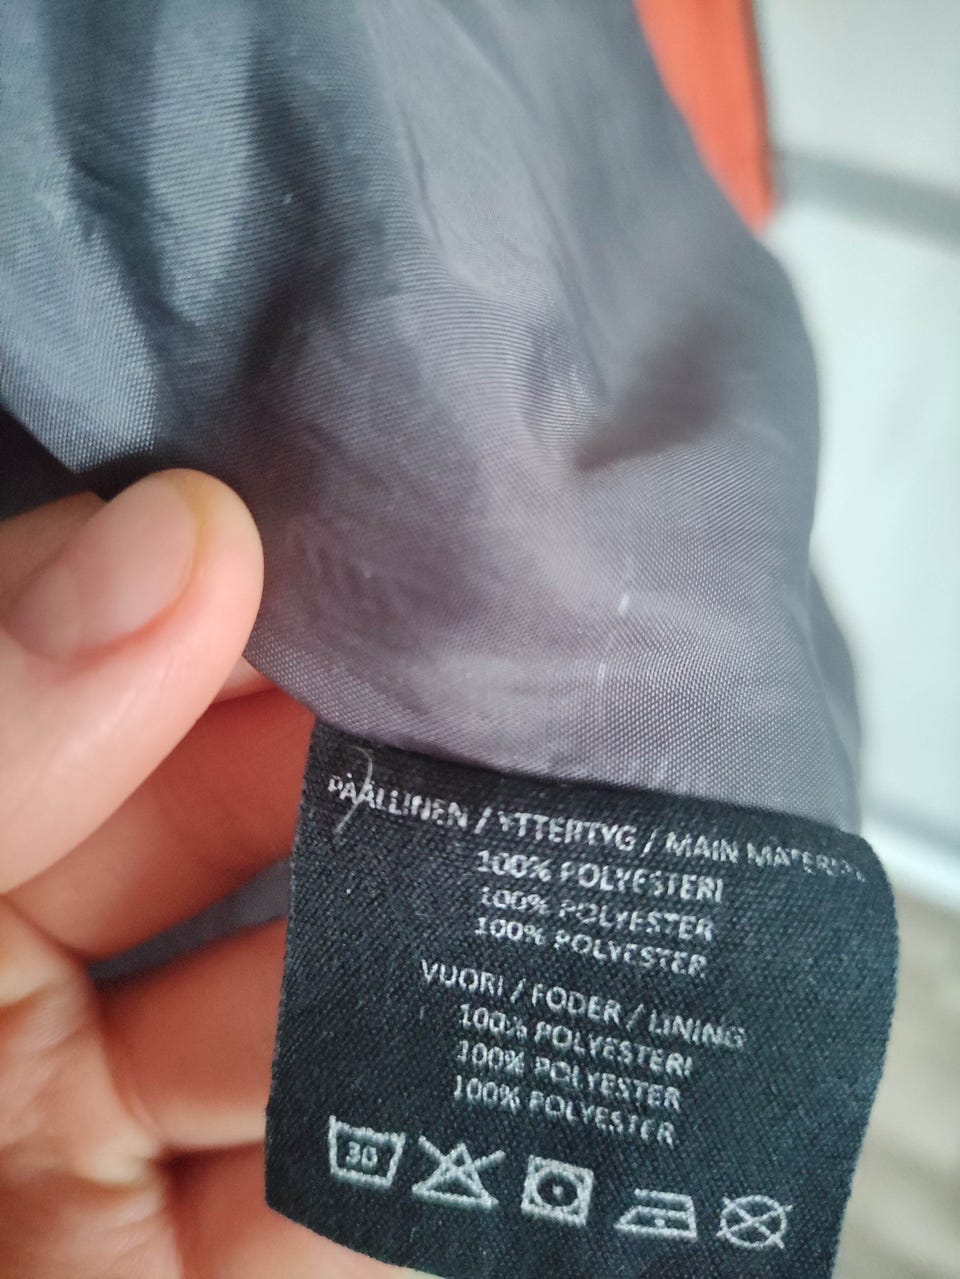 PÄÄLLINEN / YTTERTYG / MAIN MATERIAL
100% POLYESTERI
100% POLYESTER
100% POLYESTER
VUORI / FODER / LINING
100% POLYESTERI
100% POLYESTER
100% POLYESTER
30